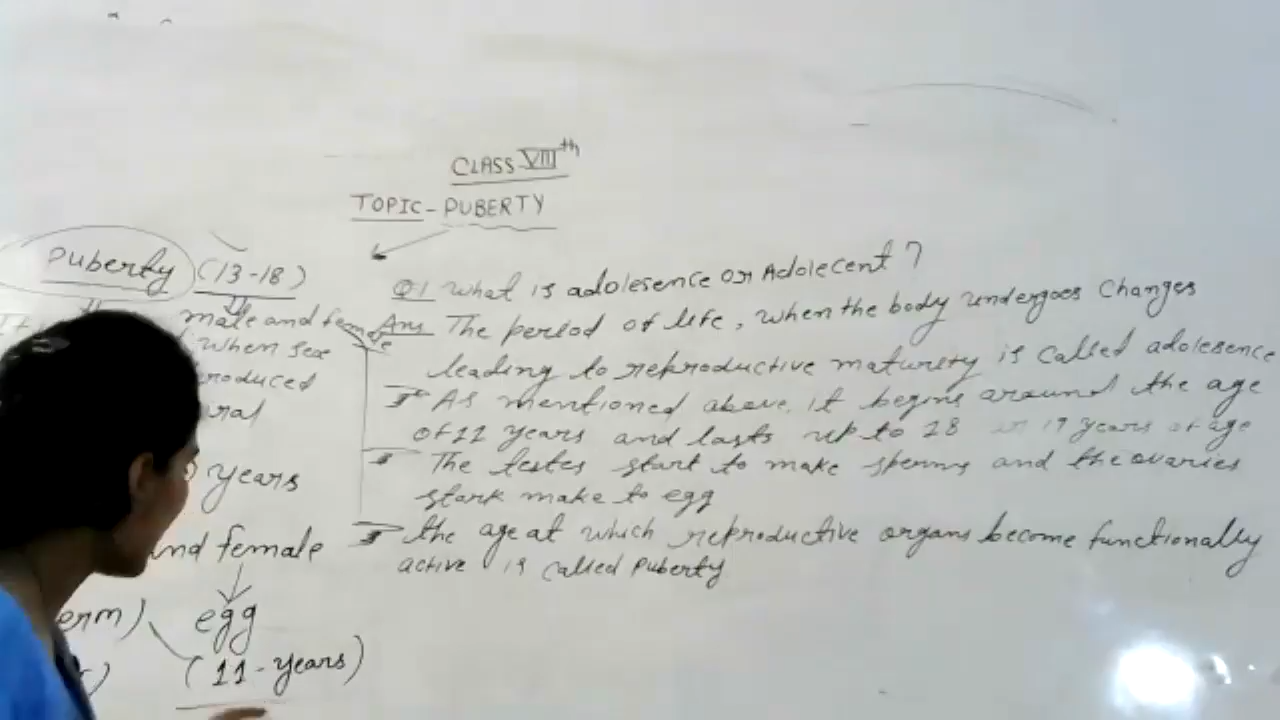 CLASS VIII th
TOPIC - PUBERTY
Puberty (13-18)
male and female
when sex
produced
years
and female
egg
(11-years)
Q1 What is adolesence or Adolecent ?
Ans The period of life, when the body undergoes changes
leading to reproductive maturity is called adolesence
As mentioned above, it begins around the age
of 11 years and lasts up to 18 or 19 years of age
The testes start to make sperms and the ovaries
start make to egg
the age at which reproductive organs become functionally
active is called Puberty